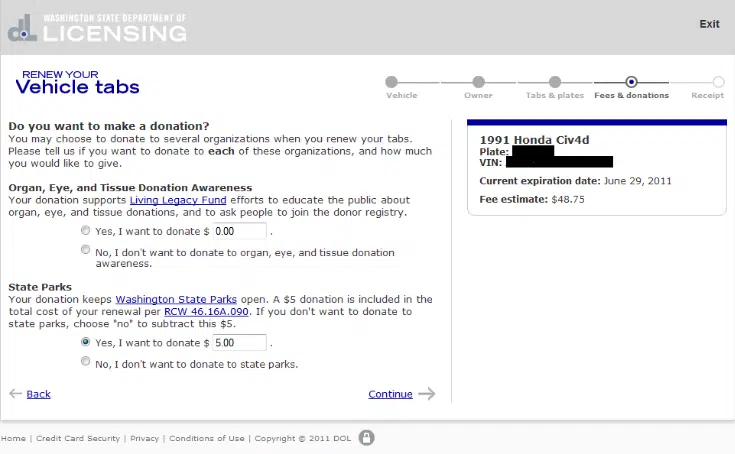 WASHINGTON STATE DEPARTMENT OF
LICENSING
Exit
RENEW YOUR
Vehicle tabs
Vehicle
Owner
Tabs & plates
Fees & donations
Receipt
Do you want to make a donation?
You may choose to donate to several organizations when you renew your tabs.
Please tell us if you want to donate to each of these organizations, and how much
you would like to give.
Organ, Eye, and Tissue Donation Awareness
Your donation supports Living Legacy Fund efforts to educate the public about
organ, eye, and tissue donations, and to ask people to join the donor registry.
Yes, I want to donate $ 0.00 .
No, I don't want to donate to organ, eye, and tissue donation
awareness.
State Parks
Your donation keeps Washington State Parks open. A $5 donation is included in the
total cost of your renewal per RCW 46.16A.090. If you don't want to donate to
state parks, choose "no" to subtract this $5.
Yes, I want to donate $ 5.00 .
No, I don't want to donate to state parks.
Back
Continue
1991 Honda Civ4d
Plate:
VIN:
Current expiration date: June 29, 2011
Fee estimate: $48.75
Home | Credit Card Security | Privacy | Conditions of Use | Copyright © 2011 DOL